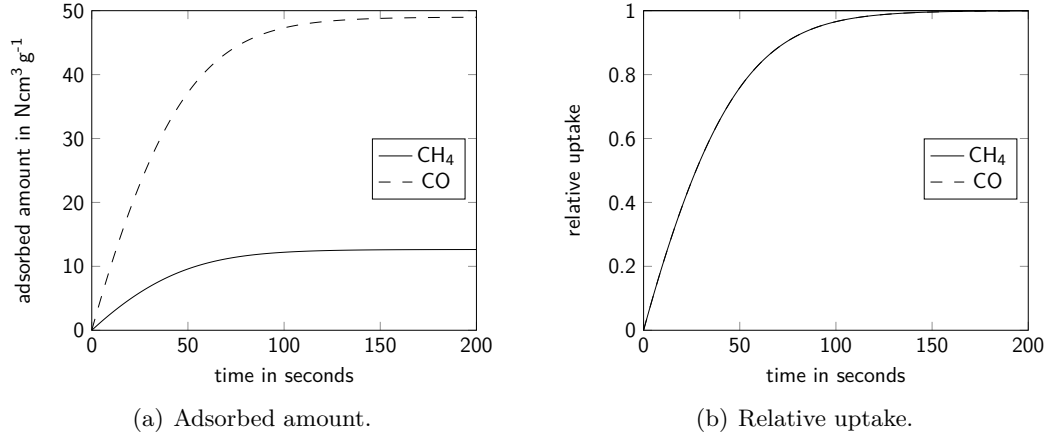 50
40
30
20
10
0
adsorbed amount in Ncm³ g⁻¹
CH₄
CO
0 50 100 150 200
time in seconds
(a) Adsorbed amount.
1
0.8
0.6
0.4
0.2
0
relative uptake
CH₄
CO
0 50 100 150 200
time in seconds
(b) Relative uptake.